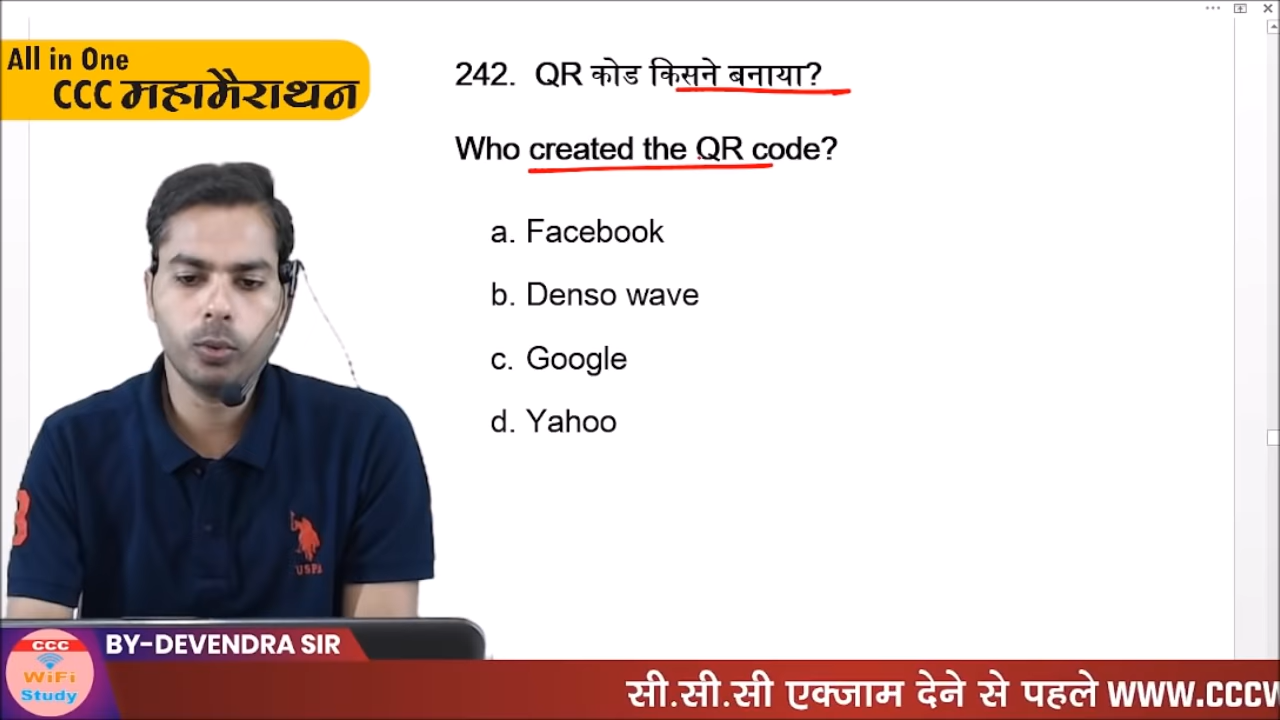 All in One
CCC महामैराथन
242. QR कोड किसने बनाया?
Who created the QR code?
a. Facebook
b. Denso wave
c. Google
d. Yahoo
USPA
CCC
WiFi
Study
BY-DEVENDRA SIR
सी.सी.सी एक्जाम देने से पहले WWW.CCCW